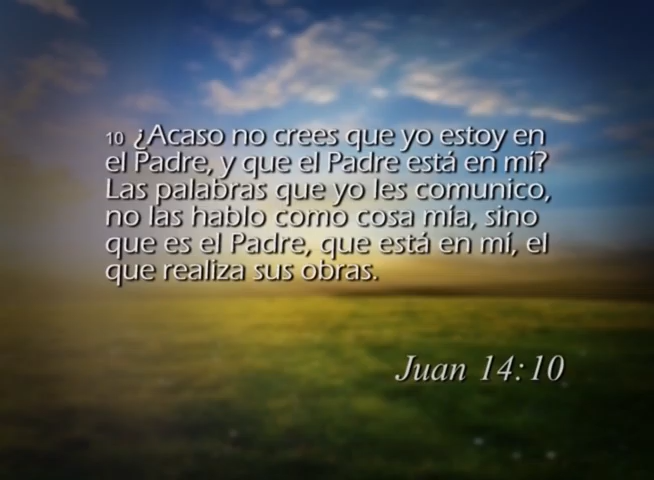 10 ¿Acaso no crees que yo estoy en
el Padre, y que el Padre está en mí?
Las palabras que yo les comunico,
no las hablo como cosa mía, sino
que es el Padre, que está en mí, el
que realiza sus obras.
Juan 14:10